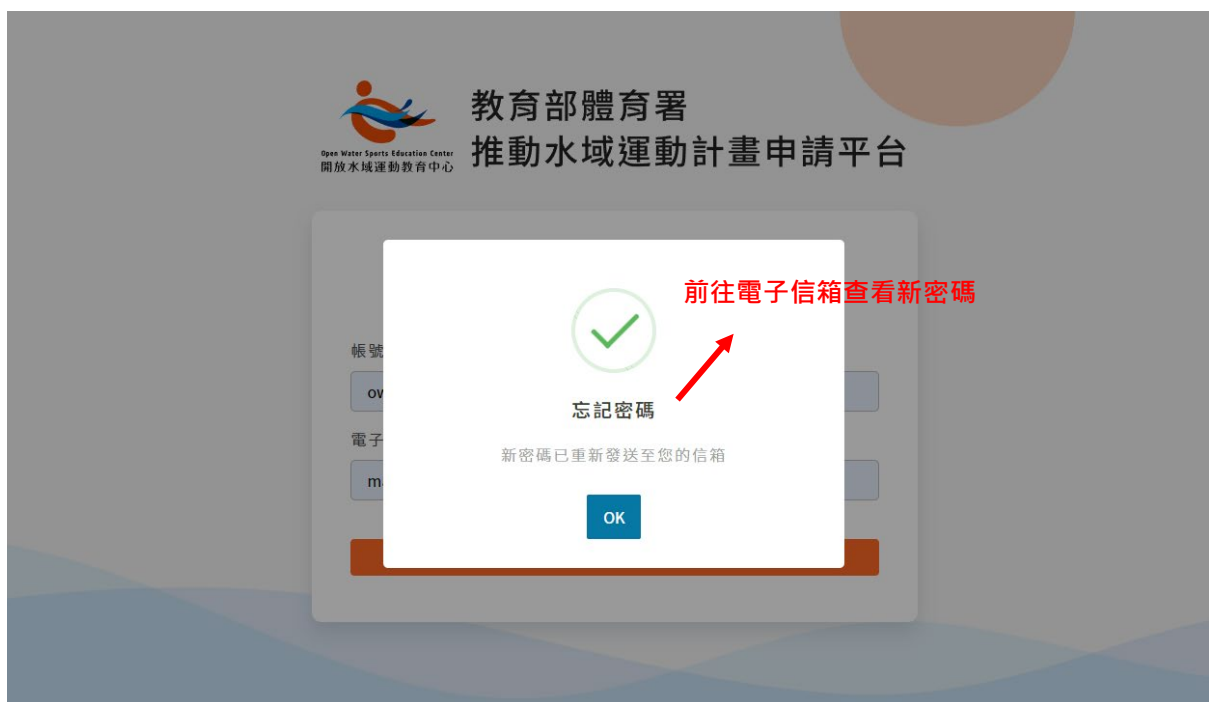 教育部體育署
推動水域運動計畫申請平台
Open Water Sports Education Center
開放水域運動教育中心
前往電子信箱查看新密碼
帳號
忘記密碼
電子
新密碼已重新發送至您的信箱
OK